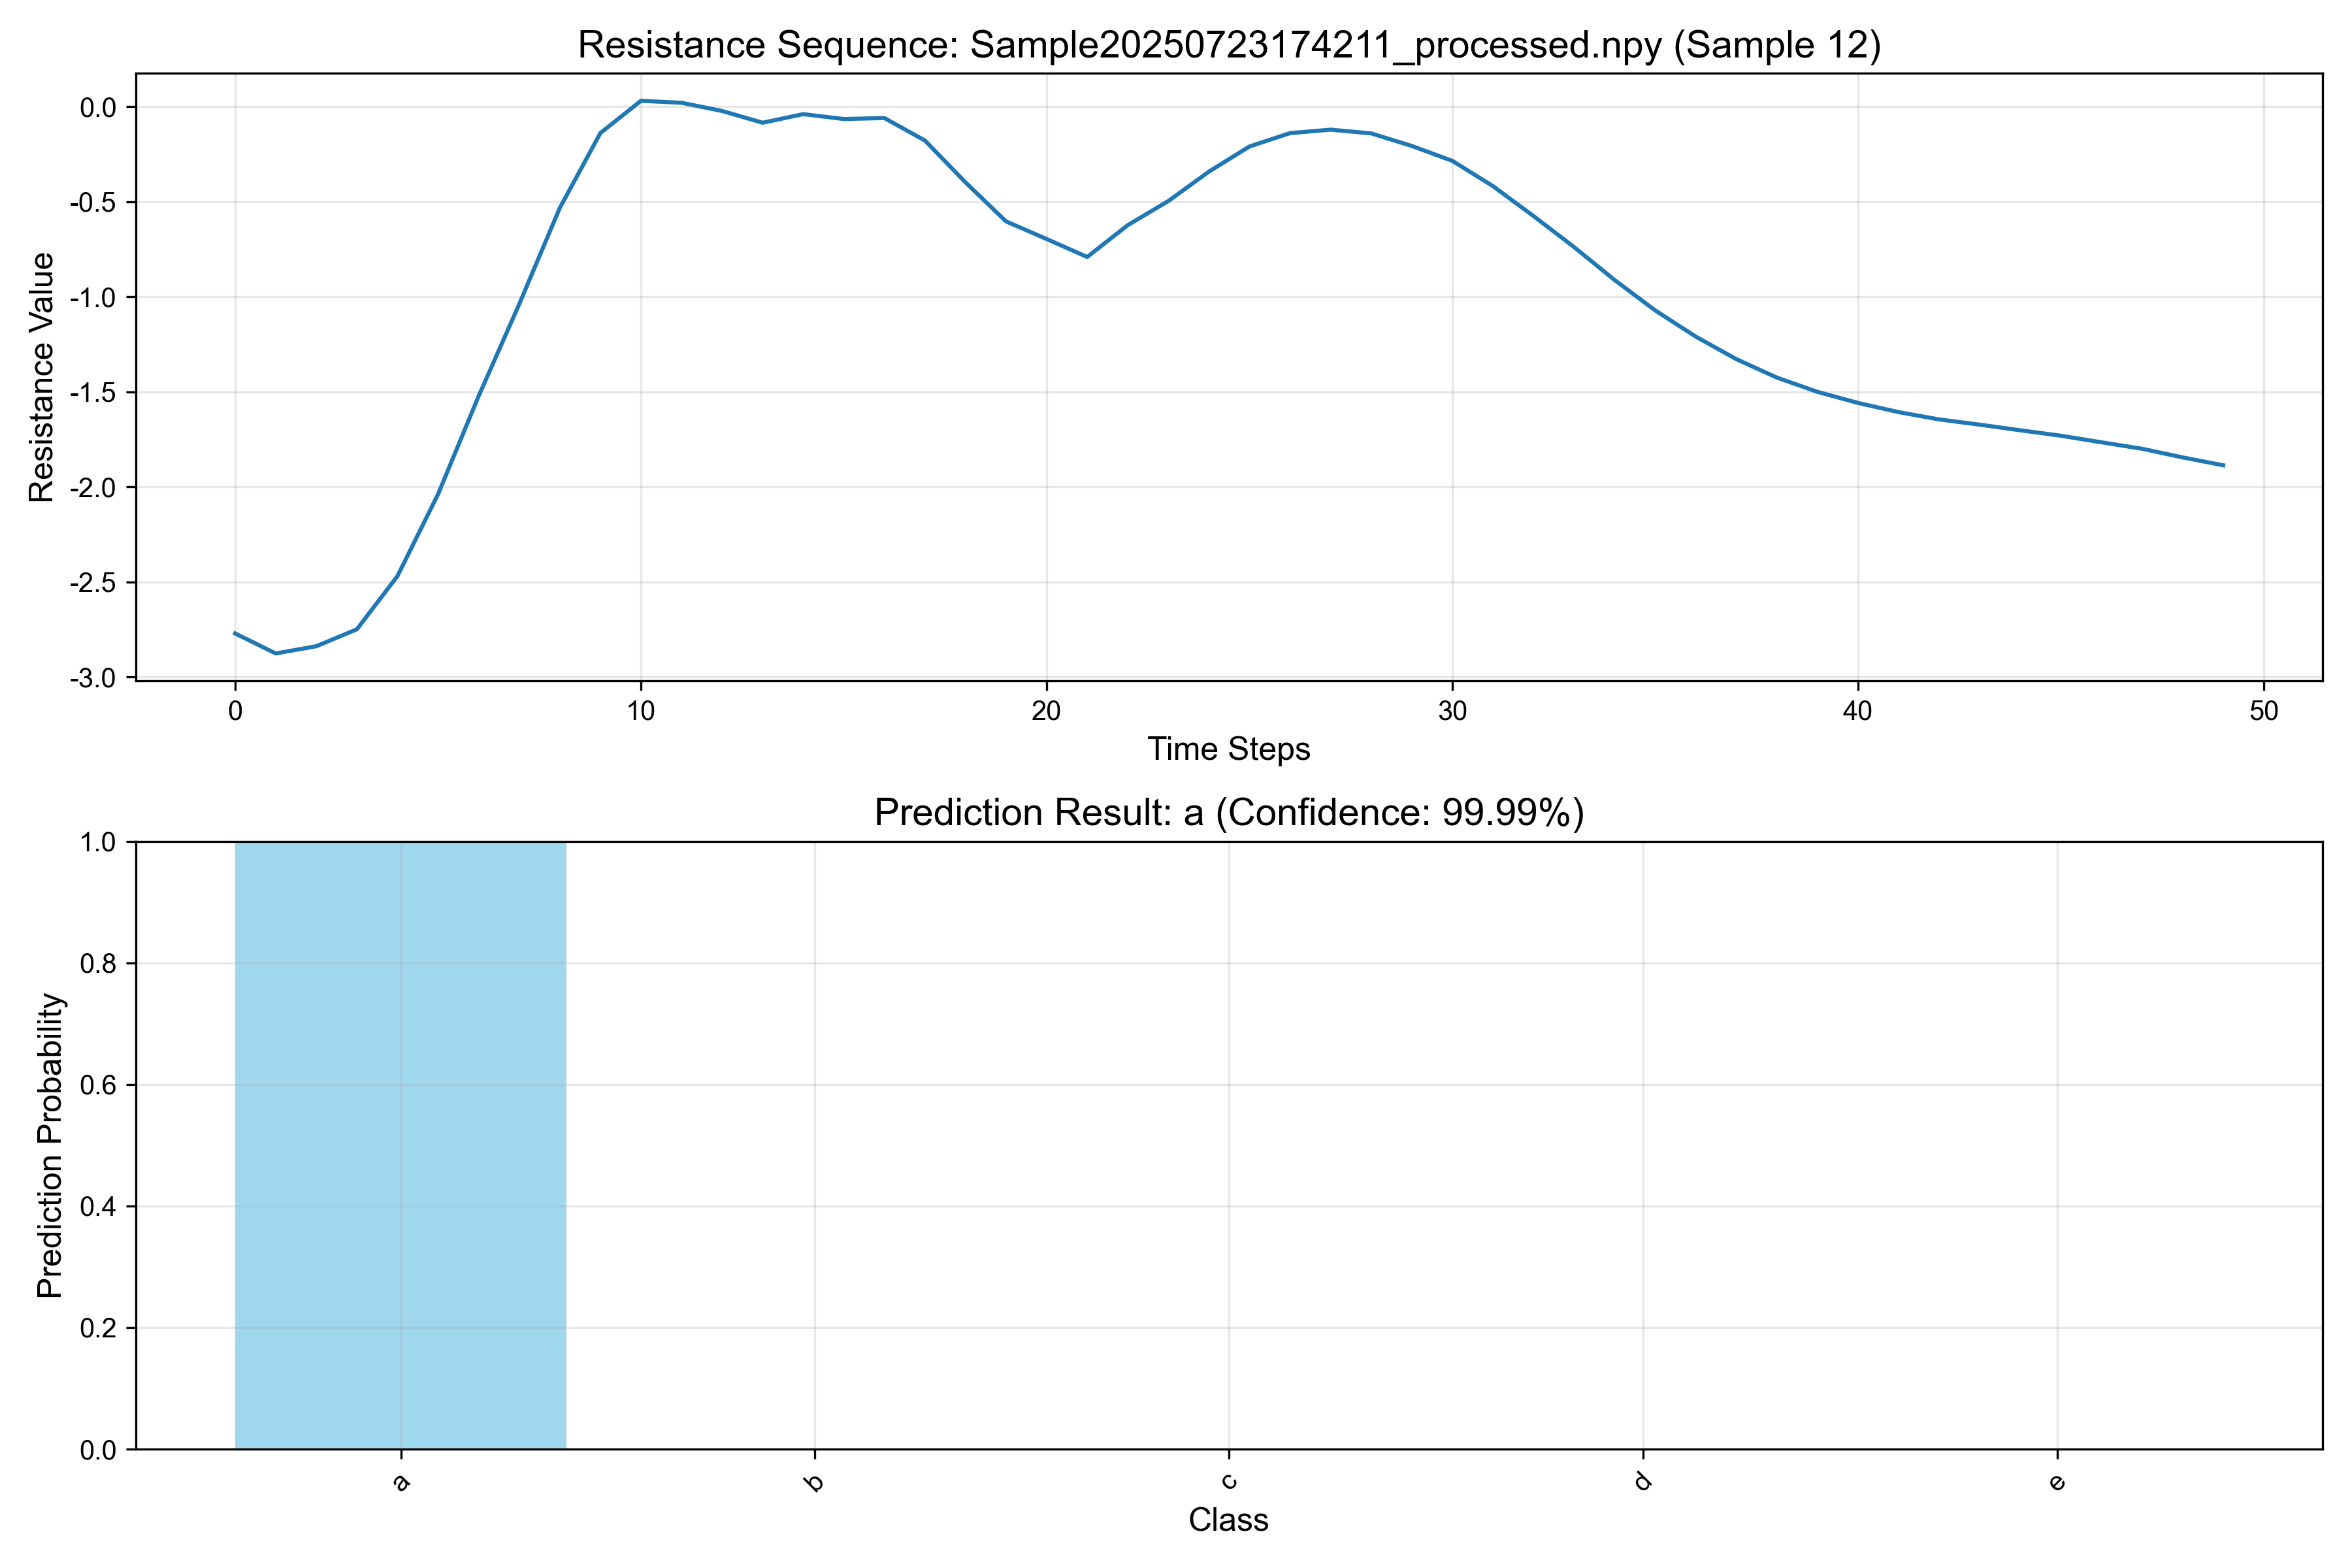 Resistance Sequence: Sample20250723174211_processed.npy (Sample 12)
Resistance Value
0.0
-0.5
-1.0
-1.5
-2.0
-2.5
-3.0
0 10 20 30 40 50
Time Steps
Prediction Result: a (Confidence: 99.99%)
Prediction Probability
1.0
0.8
0.6
0.4
0.2
0.0
a b c d e
Class